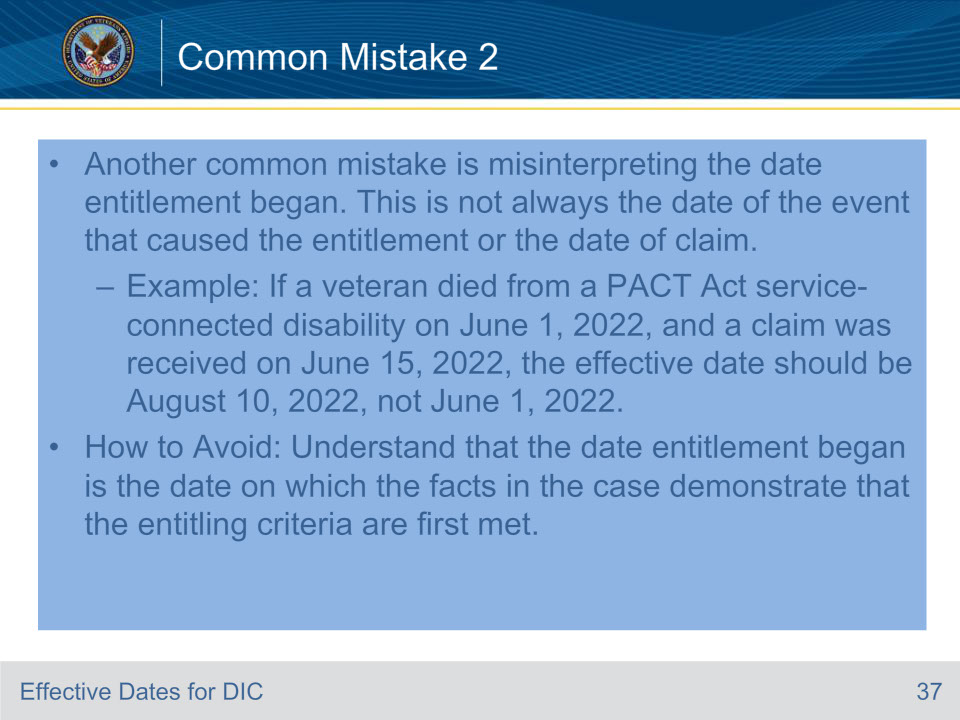 Common Mistake 2
• Another common mistake is misinterpreting the date
entitlement began. This is not always the date of the event
that caused the entitlement or the date of claim.
– Example: If a veteran died from a PACT Act service-
connected disability on June 1, 2022, and a claim was
received on June 15, 2022, the effective date should be
August 10, 2022, not June 1, 2022.
• How to Avoid: Understand that the date entitlement began
is the date on which the facts in the case demonstrate that
the entitling criteria are first met.
Effective Dates for DIC
37